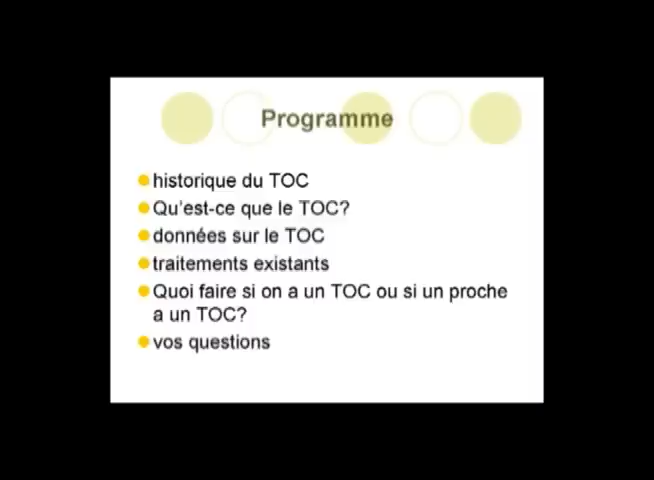 Programme
historique du TOC
Qu'est-ce que le TOC?
données sur le TOC
traitements existants
Quoi faire si on a un TOC ou si un proche
a un TOC?
vos questions